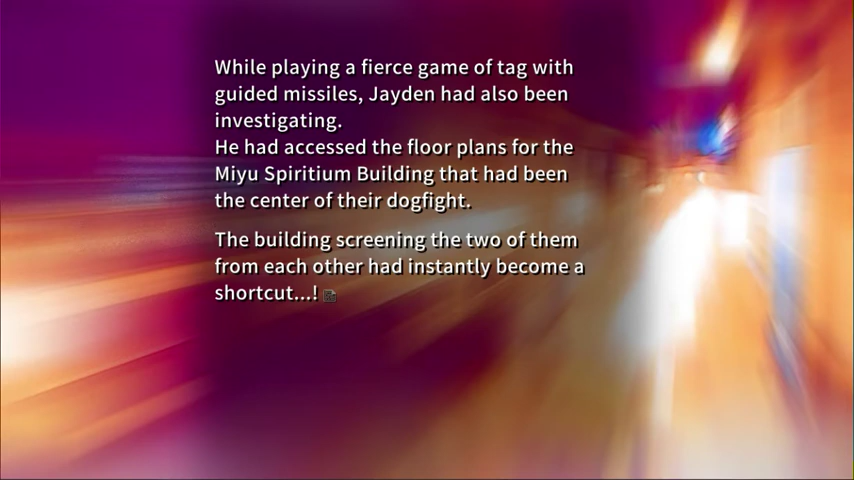 While playing a fierce game of tag with
guided missiles, Jayden had also been
investigating.
He had accessed the floor plans for the
Miyu Spiritium Building that had been
the center of their dogfight.
The building screening the two of them
from each other had instantly become a
shortcut...!